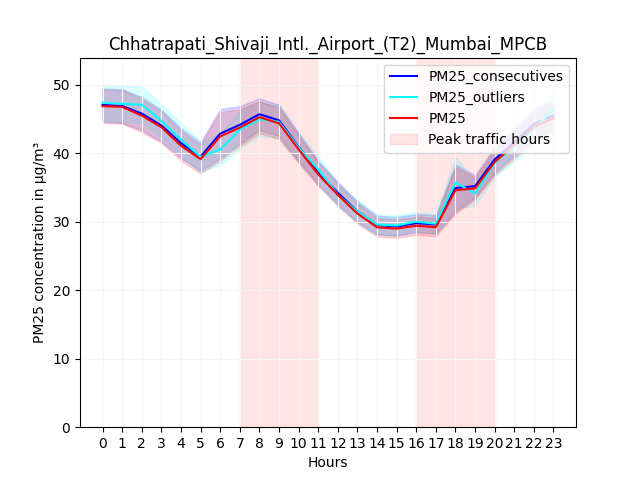 Chhatrapati_Shivaji_Intl._Airport_(T2)_Mumbai_MPCB
PM25 concentration in µg/m³
50
40
30
20
10
0
PM25_consecutives
PM25_outliers
PM25
Peak traffic hours
0 1 2 3 4 5 6 7 8 9 10 11 12 13 14 15 16 17 18 19 20 21 22 23
Hours